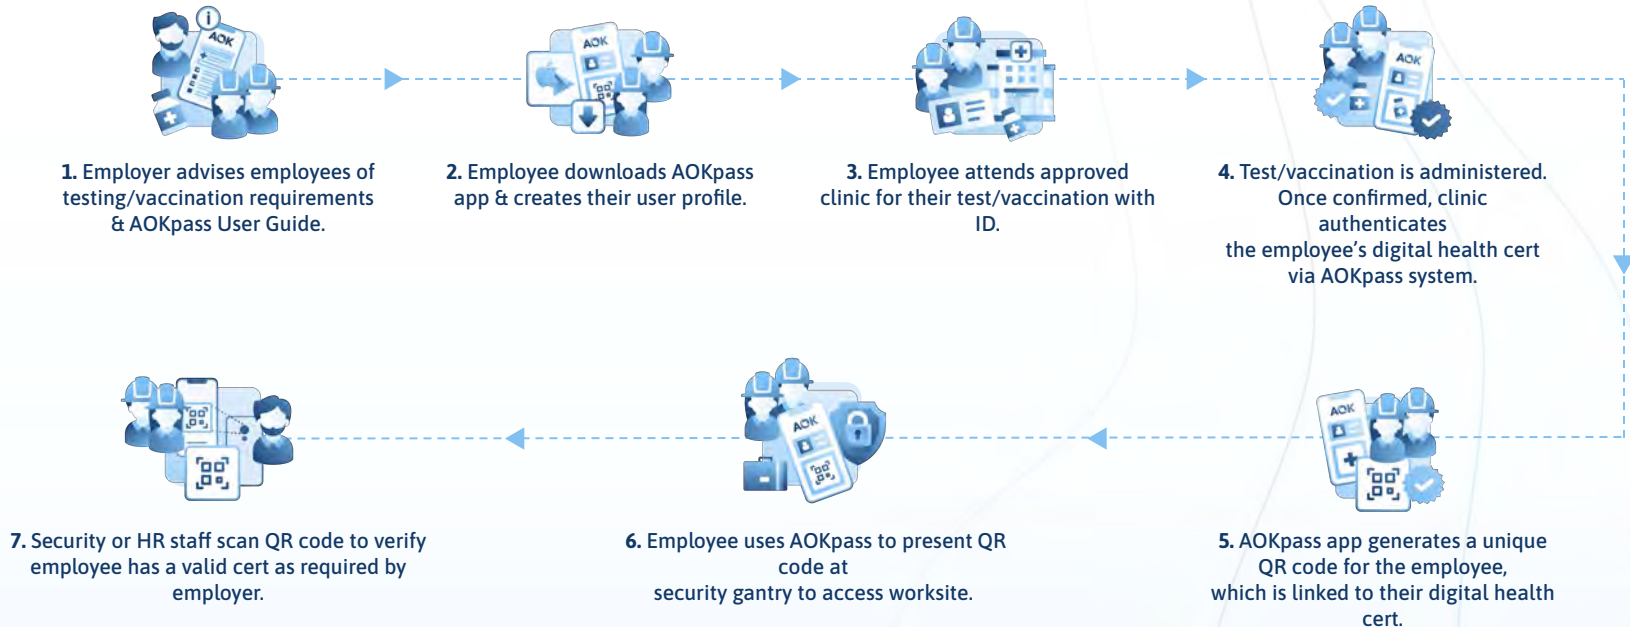 AOK
1. Employer advises employees of
testing/vaccination requirements
& AOKpass User Guide.
AOK
2. Employee downloads AOKpass
app & creates their user profile.
3. Employee attends approved
clinic for their test/vaccination with
ID.
AOK
4. Test/vaccination is administered.
Once confirmed, clinic
authenticates
the employee's digital health cert
via AOKpass system.
AOK
5. AOKpass app generates a unique
QR code for the employee,
which is linked to their digital health
cert.
AOK
6. Employee uses AOKpass to present QR
code at
security gantry to access worksite.
7. Security or HR staff scan QR code to verify
employee has a valid cert as required by
employer.